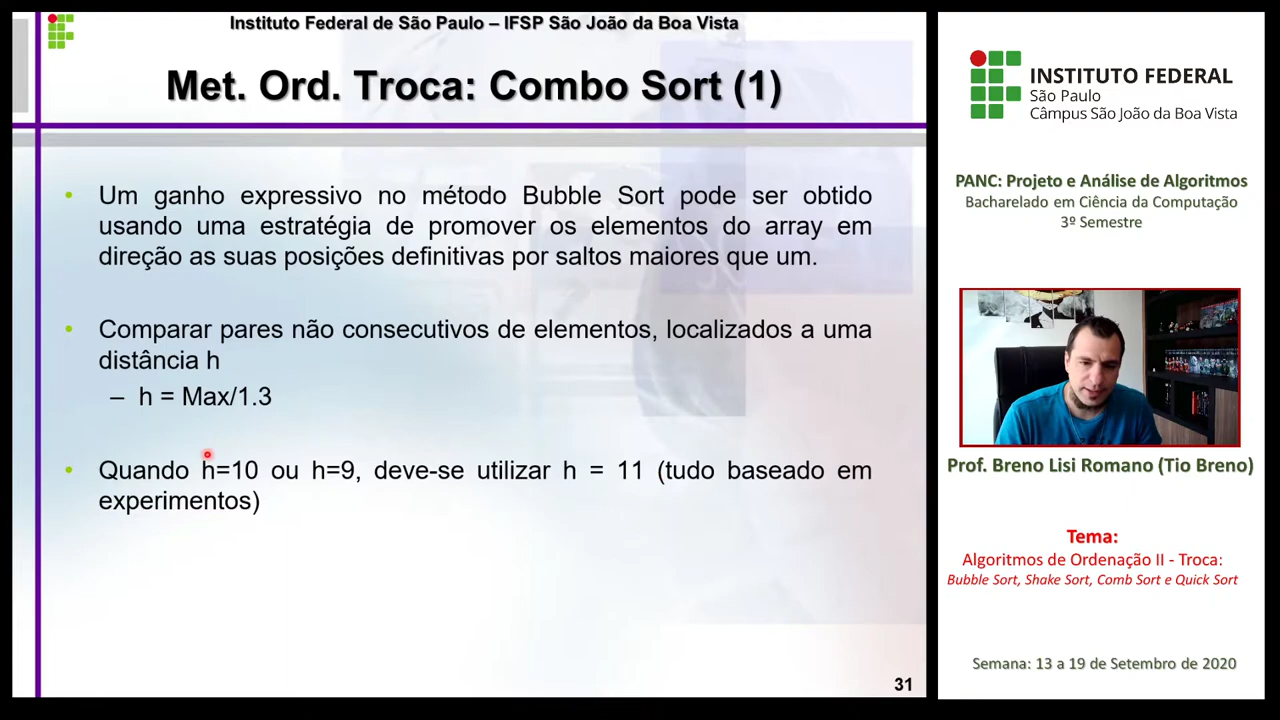 Instituto Federal de São Paulo – IFSP São João da Boa Vista
Met. Ord. Troca: Combo Sort (1)
• Um ganho expressivo no método Bubble Sort pode ser obtido
usando uma estratégia de promover os elementos do array em
direção as suas posições definitivas por saltos maiores que um.
• Comparar pares não consecutivos de elementos, localizados a uma
distância h
– h = Max/1.3
• Quando h=10 ou h=9, deve-se utilizar h = 11 (tudo baseado em
experimentos)
31
INSTITUTO FEDERAL
São Paulo
Câmpus São João da Boa Vista
PANC: Projeto e Análise de Algoritmos
Bacharelado em Ciência da Computação
3º Semestre
Prof. Breno Lisi Romano (Tio Breno)
Tema:
Algoritmos de Ordenação II - Troca:
Bubble Sort, Shake Sort, Comb Sort e Quick Sort
Semana: 13 a 19 de Setembro de 2020